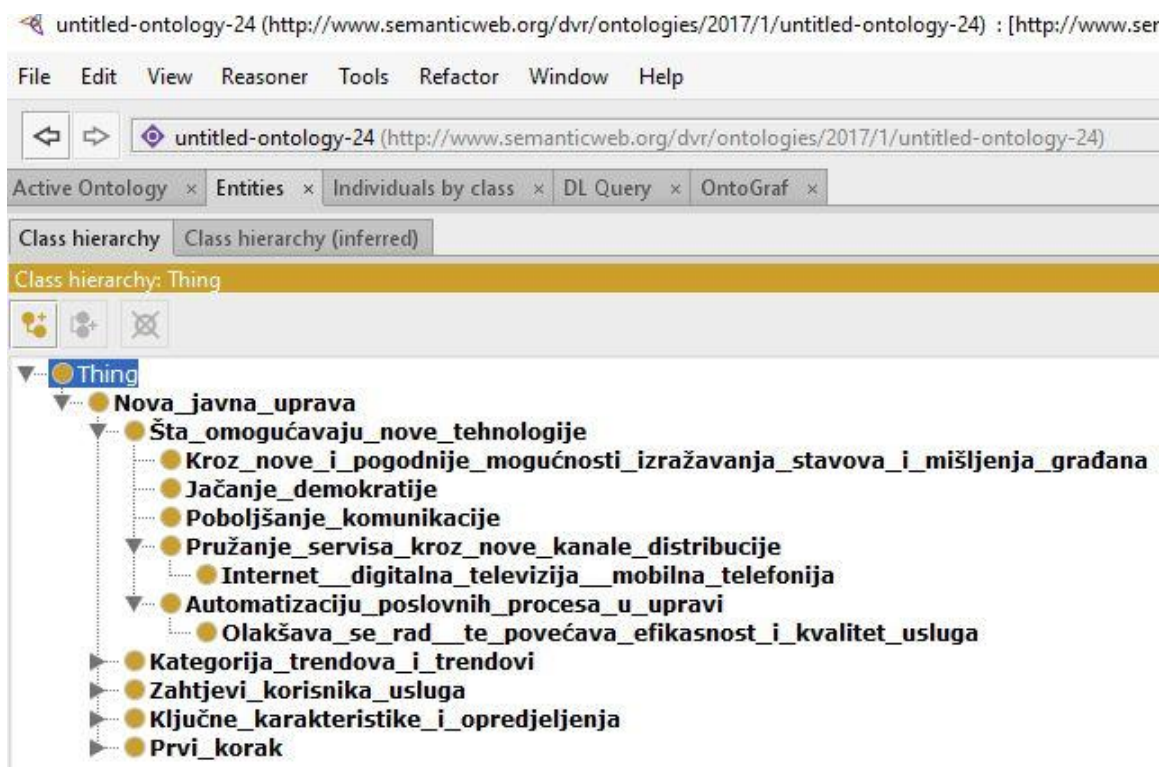 untitled-ontology-24 (http://www.semanticweb.org/dvr/ontologies/2017/1/untitled-ontology-24) : [http://www.ser
File Edit View Reasoner Tools Refactor Window Help
untitled-ontology-24 (http://www.semanticweb.org/dvr/ontologies/2017/1/untitled-ontology-24)
Active Ontology × Entities × Individuals by class × DL Query × OntoGraf ×
Class hierarchy Class hierarchy (inferred)
Class hierarchy: Thing
Thing
Nova_javna_uprava
Šta_omogućavaju_nove_tehnologije
Kroz_nove_i_pogodnije_mogućnosti_izražavanja_stavova_i_mišljenja_građana
Jačanje_demokratije
Poboljšanje_komunikacije
Pružanje_servisa_kroz_nove_kanale_distribucije
Internet__digitalna_televizija__mobilna_telefonija
Automatizaciju_poslovnih_procesa_u_upravi
Olakšava_se_rad__te_povećava_efikasnost_i_kvalitet_usluga
Kategorija_trendova_i_trendovi
Zahtjevi_korisnika_usluga
Ključne_karakteristike_i_opredjeljenja
Prvi_korak